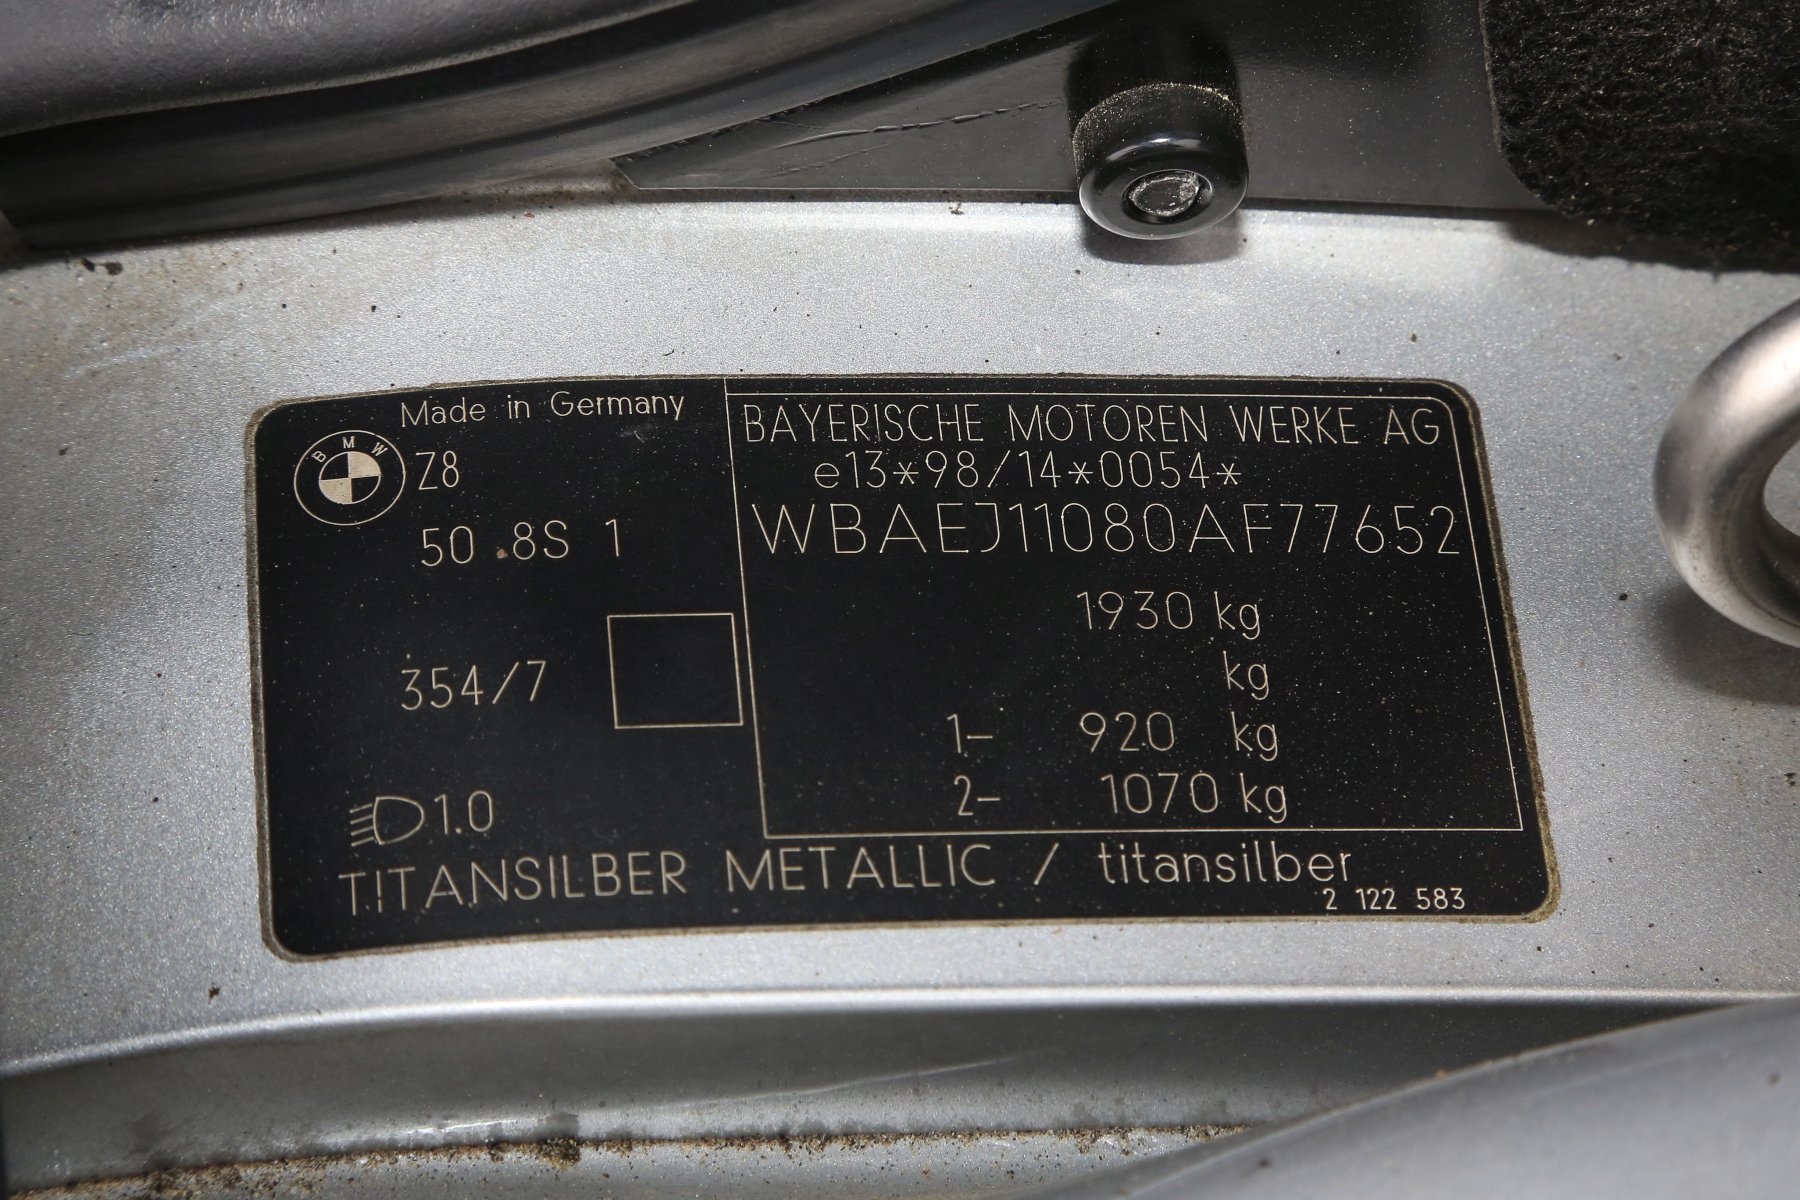 Made in Germany
BMW
Z8
50 .8S 1
354/7
1.0
BAYERISCHE MOTOREN WERKE AG
e13*98/14*0054*
WBAEJ11080AF77652
1930 kg
kg
1- 920 kg
2- 1070 kg
TITANSILBER METALLIC / titansilber
2 122 583